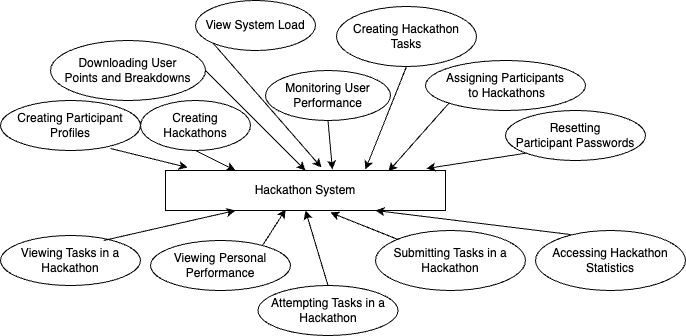 View System Load
Creating Hackathon
Tasks
Downloading User
Points and Breakdowns
Monitoring User
Performance
Assigning Participants
to Hackathons
Creating Participant
Profiles
Creating
Hackathons
Resetting
Participant Passwords
Hackathon System
Viewing Tasks in a
Hackathon
Viewing Personal
Performance
Submitting Tasks in a
Hackathon
Accessing Hackathon
Statistics
Attempting Tasks in a
Hackathon